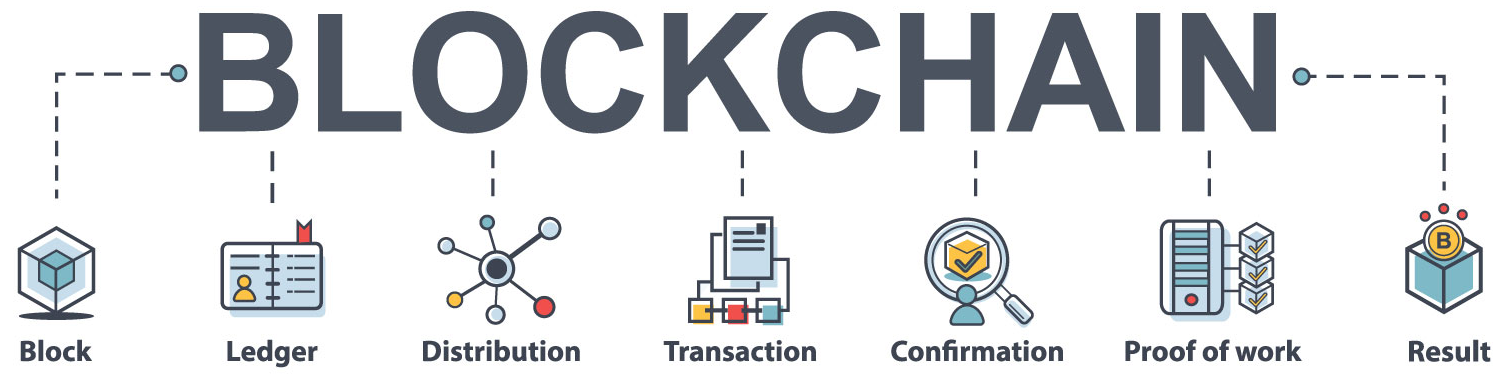 BLOCKCHAIN
B
Block Ledger Distribution Transaction Confirmation Proof of work Result